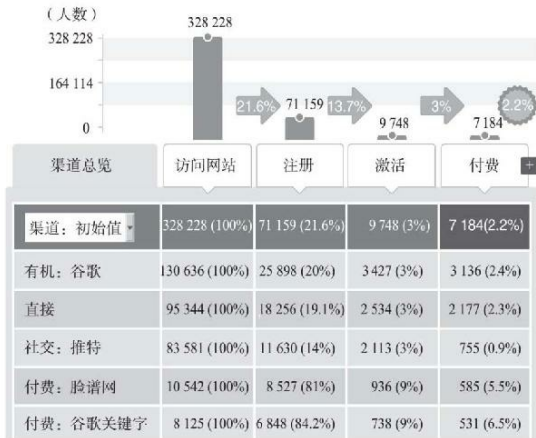 （人数）
328 228
328 228
164 114
21.6%
71 159
13.7%
3%
2.2%
9 748
7 184
0
渠道总览 访问网站 注册 激活 付费 +
渠道：初始值 328 228 (100%) 71 159 (21.6%) 9 748 (3%) 7 184(2.2%)
有机：谷歌 130 636 (100%) 25 898 (20%) 3 427 (3%) 3 136 (2.4%)
直接 95 344 (100%) 18 256 (19.1%) 2 534 (3%) 2 177 (2.3%)
社交：推特 83 581 (100%) 11 630 (14%) 2 113 (3%) 755 (0.9%)
付费：脸谱网 10 542 (100%) 8 527 (81%) 936 (9%) 585 (5.5%)
付费：谷歌关键字 8 125 (100%) 6 848 (84.2%) 738 (9%) 531 (6.5%)